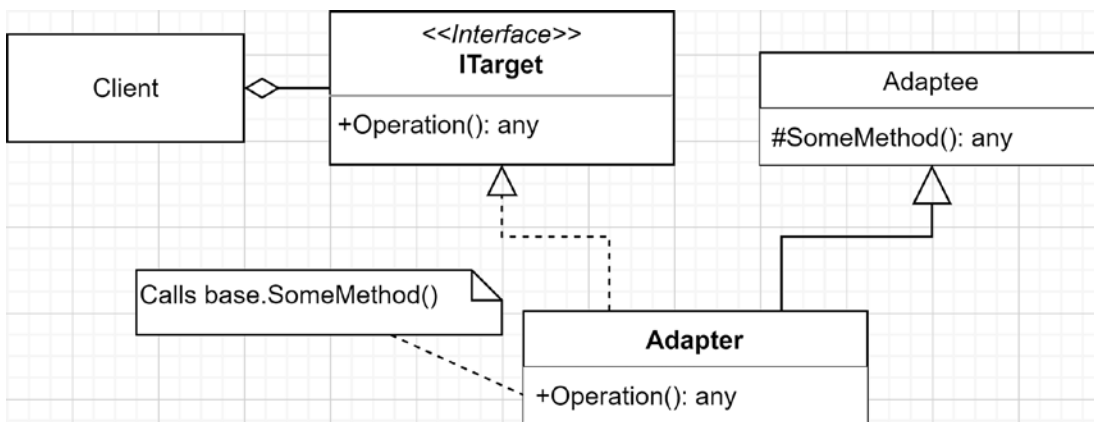 Client
<<Interface>>
ITarget
+Operation(): any
Adaptee
#SomeMethod(): any
Calls base.SomeMethod()
Adapter
+Operation(): any